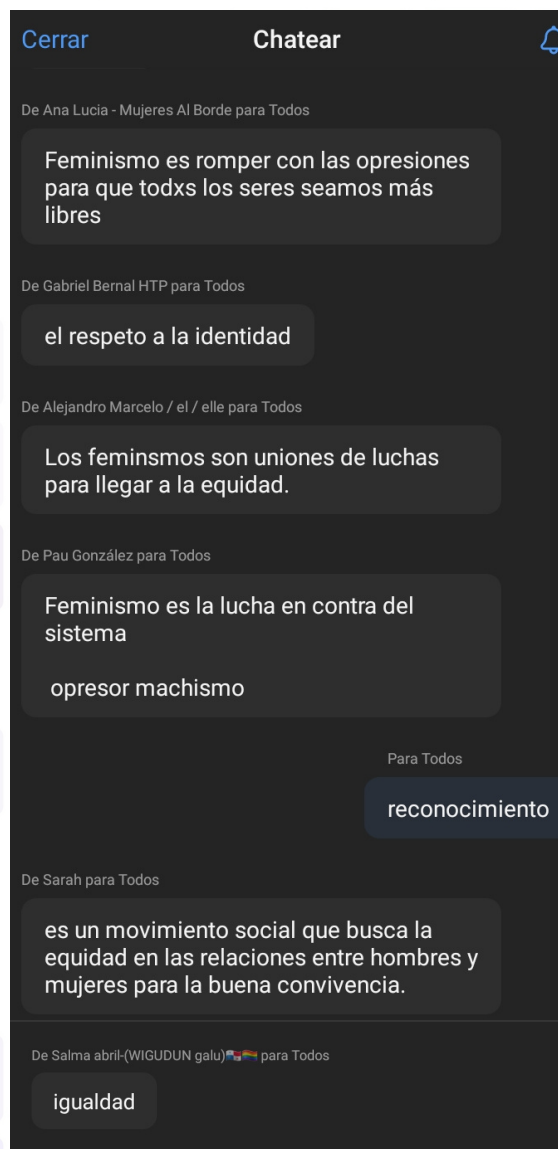 Cerrar Chatear
De Ana Lucia - Mujeres Al Borde para Todos
Feminismo es romper con las opresiones
para que todxs los seres seamos más
libres
De Gabriel Bernal HTP para Todos
el respeto a la identidad
De Alejandro Marcelo / el / elle para Todos
Los feminsmos son uniones de luchas
para llegar a la equidad.
De Pau González para Todos
Feminismo es la lucha en contra del
sistema
opresor machismo
Para Todos
reconocimiento
De Sarah para Todos
es un movimiento social que busca la
equidad en las relaciones entre hombres y
mujeres para la buena convivencia.
De Salma abril-(WIGUDUN galu)🇵🇦🏳️‍🌈 para Todos
igualdad